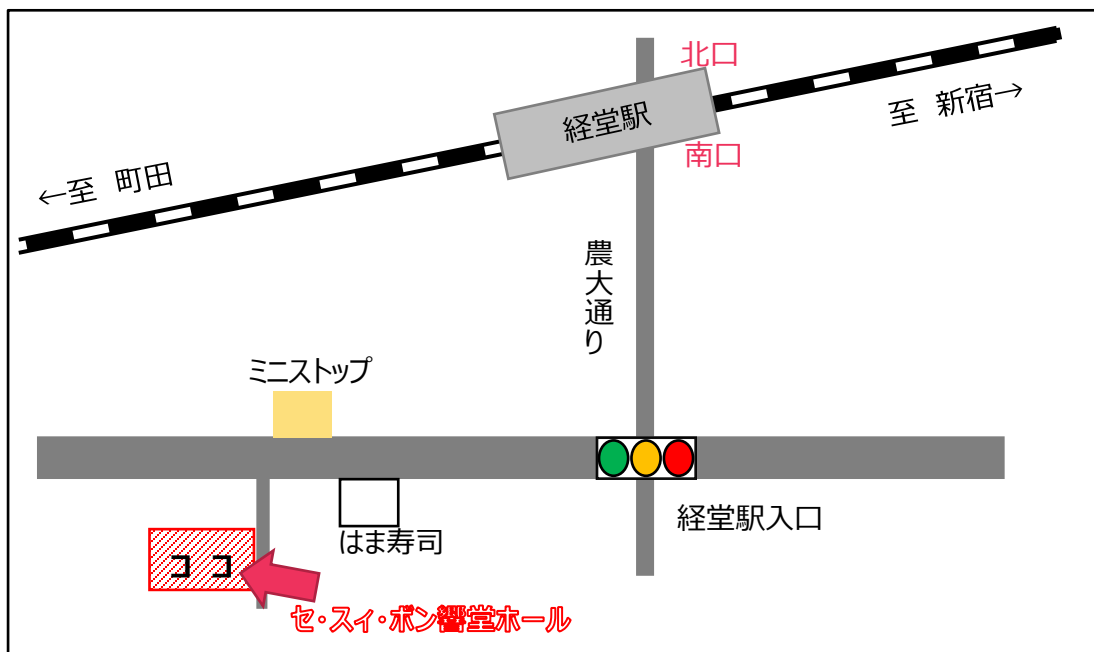 北口
経堂駅
至 新宿→
南口
←至 町田
農大通り
ミニストップ
経堂駅入口
はま寿司
ココ
セ・スィ・ボン響堂ホール